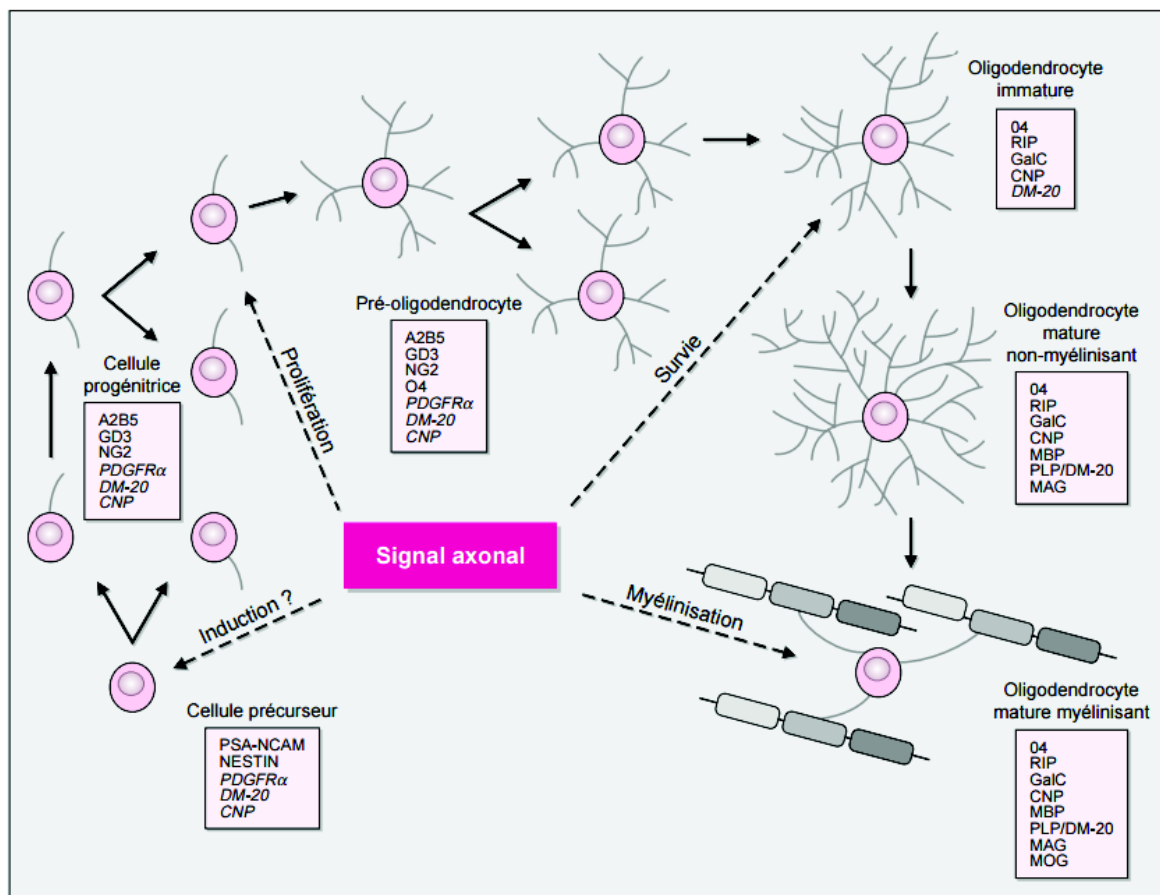 Oligodendrocyte
immature
04
RIP
GalC
CNP
DM-20
Pré-oligodendrocyte
A2B5
GD3
NG2
O4
PDGFRα
DM-20
CNP
Cellule
progénitrice
A2B5
GD3
NG2
PDGFRα
DM-20
CNP
Prolifération
Survie
Oligodendrocyte
mature
non-myélinisant
04
RIP
GalC
CNP
MBP
PLP/DM-20
MAG
Signal axonal
Induction ?
Myélinisation
Cellule précurseur
PSA-NCAM
NESTIN
PDGFRα
DM-20
CNP
Oligodendrocyte
mature myélinisant
04
RIP
GalC
CNP
MBP
PLP/DM-20
MAG
MOG